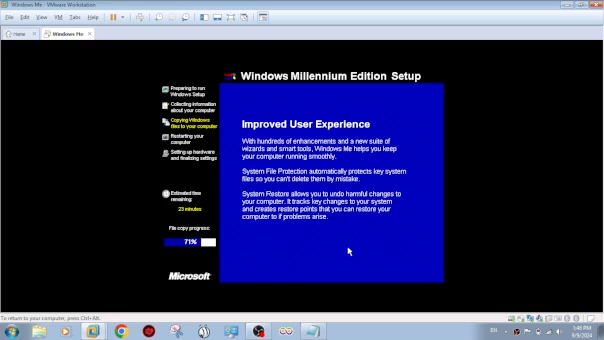 Windows Me - VMware Workstation
File Edit View VM Tabs Help
Home
Windows Me
Windows Millennium Edition Setup
Preparing to run
Windows Setup
Collecting information
about your computer
Copying Windows
files to your computer
Restarting your
computer
Setting up hardware
and finalizing settings
Estimated time
remaining:
23 minutes
File copy progress:
71%
Microsoft
Improved User Experience
With hundreds of enhancements and a new suite of
wizards and smart tools, Windows Me helps you keep
your computer running smoothly.
System File Protection automatically protects key system
files so you can't delete them by mistake.
System Restore allows you to undo harmful changes to
your computer. It tracks key changes to your system
and creates restore points that you can restore your
computer to if problems arise.
To return to your computer, press Ctrl+Alt.
EN
5:48 PM
9/9/2024